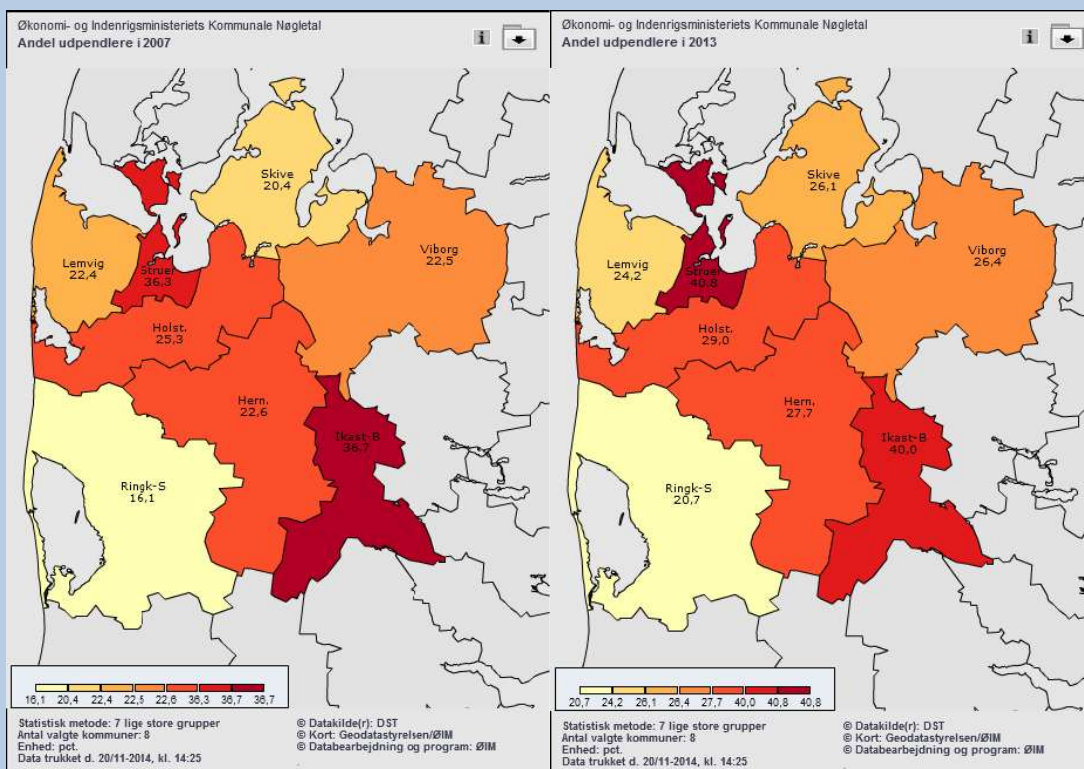 Økonomi- og Indenrigsministeriets Kommunale Nøgletal
Andel udpendlere i 2007
i
Skive
20,4
Viborg
22,5
Lemvig
22,4
Struer
36,3
Holst.
25,3
Hern.
22,6
Ikast-B
36,7
Ringk-S
16,1
16,1 20,4 22,4 22,5 22,6 36,3 36,7 36,7
Statistisk metode: 7 lige store grupper
Antal valgte kommuner: 8
Enhed: pct.
Data trukket d. 20/11-2014, kl. 14:25
© Datakilde(r): DST
© Kort: Geodatastyrelsen/ØIM
© Databearbejdning og program: ØIM
Økonomi- og Indenrigsministeriets Kommunale Nøgletal
Andel udpendlere i 2013
i
Skive
26,1
Viborg
26,4
Lemvig
24,2
Struer
40,8
Holst.
29,0
Hern.
27,7
Ikast-B
40,0
Ringk-S
20,7
20,7 24,2 26,1 26,4 27,7 40,0 40,8 40,8
Statistisk metode: 7 lige store grupper
Antal valgte kommuner: 8
Enhed: pct.
Data trukket d. 20/11-2014, kl. 14:25
© Datakilde(r): DST
© Kort: Geodatastyrelsen/ØIM
© Databearbejdning og program: ØIM